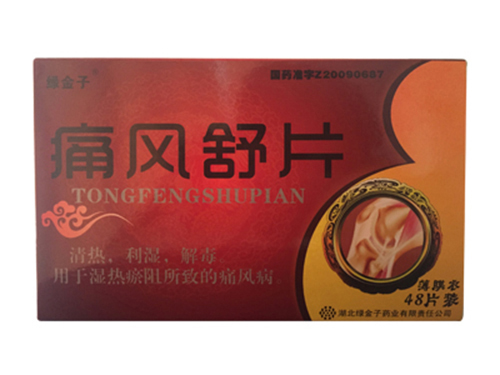 绿金子
国药准字Z20090687
痛风舒片
TONGFENGSHUPIAN
清热、利湿、解毒
用于湿热瘀阻所致的痛风病
薄膜衣
48片装
湖北绿金子药业有限责任公司